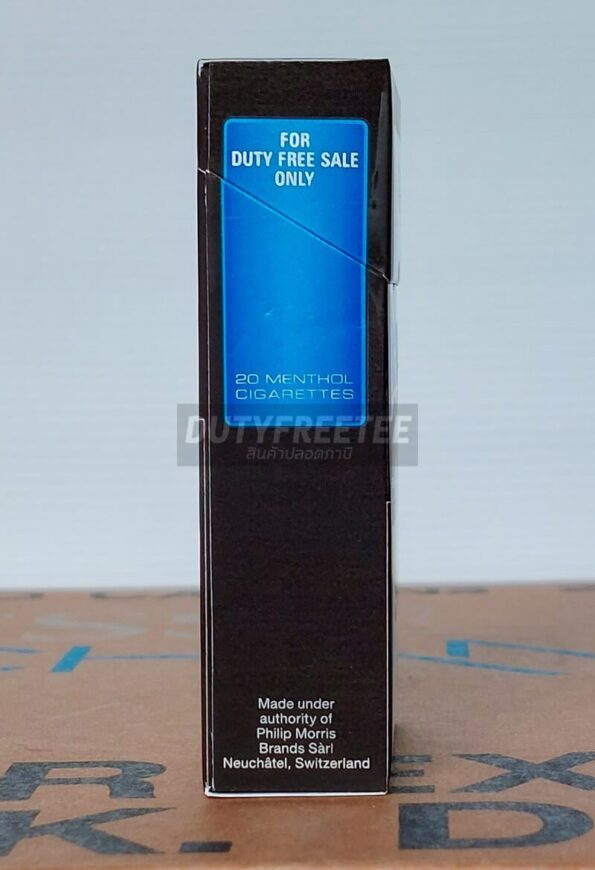 FOR
DUTY FREE SALE
ONLY
20 MENTHOL
CIGARETTES
DUTYFREETEE
สินค้าปลอดภาษี
Made under
authority of
Philip Morris
Brands Sàrl
Neuchâtel, Switzerland
R EX
K. D